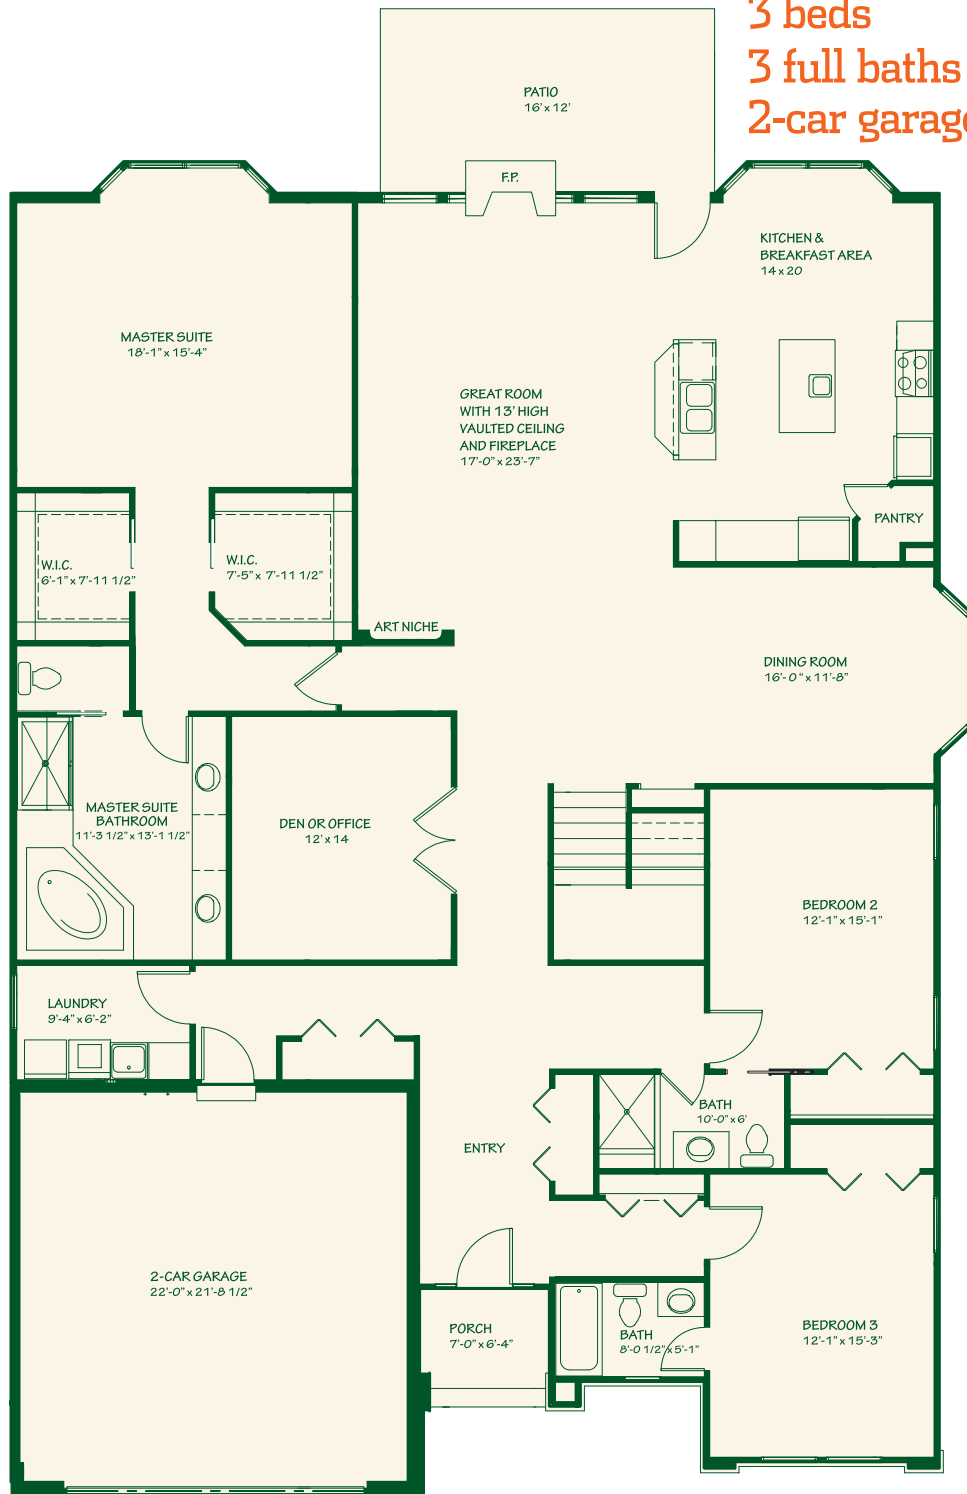 3 beds
3 full baths
2-car garage
PATIO
16' x 12'
F.P.
KITCHEN &
BREAKFAST AREA
14 x 20
MASTER SUITE
18'-1" x 15'-4"
GREAT ROOM
WITH 13' HIGH
VAULTED CEILING
AND FIREPLACE
17'-0" x 23'-7"
PANTRY
W.I.C.
6'-1" x 7'-11 1/2"
W.I.C.
7'-5" x 7'-11 1/2"
ART NICHE
DINING ROOM
16'-0" x 11'-8"
MASTER SUITE
BATHROOM
11'-3 1/2" x 13'-1 1/2"
DEN OR OFFICE
12' x 14
BEDROOM 2
12'-1" x 15'-1"
LAUNDRY
9'-4" x 6'-2"
BATH
10'-0" x 6'
ENTRY
2-CAR GARAGE
22'-0" x 21'-8 1/2"
PORCH
7'-0" x 6'-4"
BATH
8'-0 1/2" x 5'-1"
BEDROOM 3
12'-1" x 15'-3"